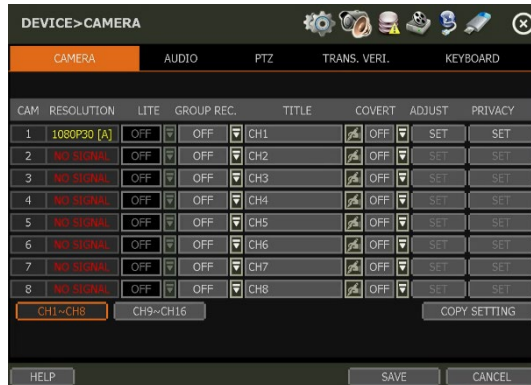 DEVICE>CAMERA
CAMERA AUDIO PTZ TRANS. VERI. KEYBOARD
CAM RESOLUTION LITE GROUP REC. TITLE COVERT ADJUST PRIVACY
1 1080P30 [A] OFF OFF CH1 OFF SET SET
2 NO SIGNAL OFF OFF CH2 OFF SET SET
3 NO SIGNAL OFF OFF CH3 OFF SET SET
4 NO SIGNAL OFF OFF CH4 OFF SET SET
5 NO SIGNAL OFF OFF CH5 OFF SET SET
6 NO SIGNAL OFF OFF CH6 OFF SET SET
7 NO SIGNAL OFF OFF CH7 OFF SET SET
8 NO SIGNAL OFF OFF CH8 OFF SET SET
CH1~CH8 CH9~CH16 COPY SETTING
HELP SAVE CANCEL